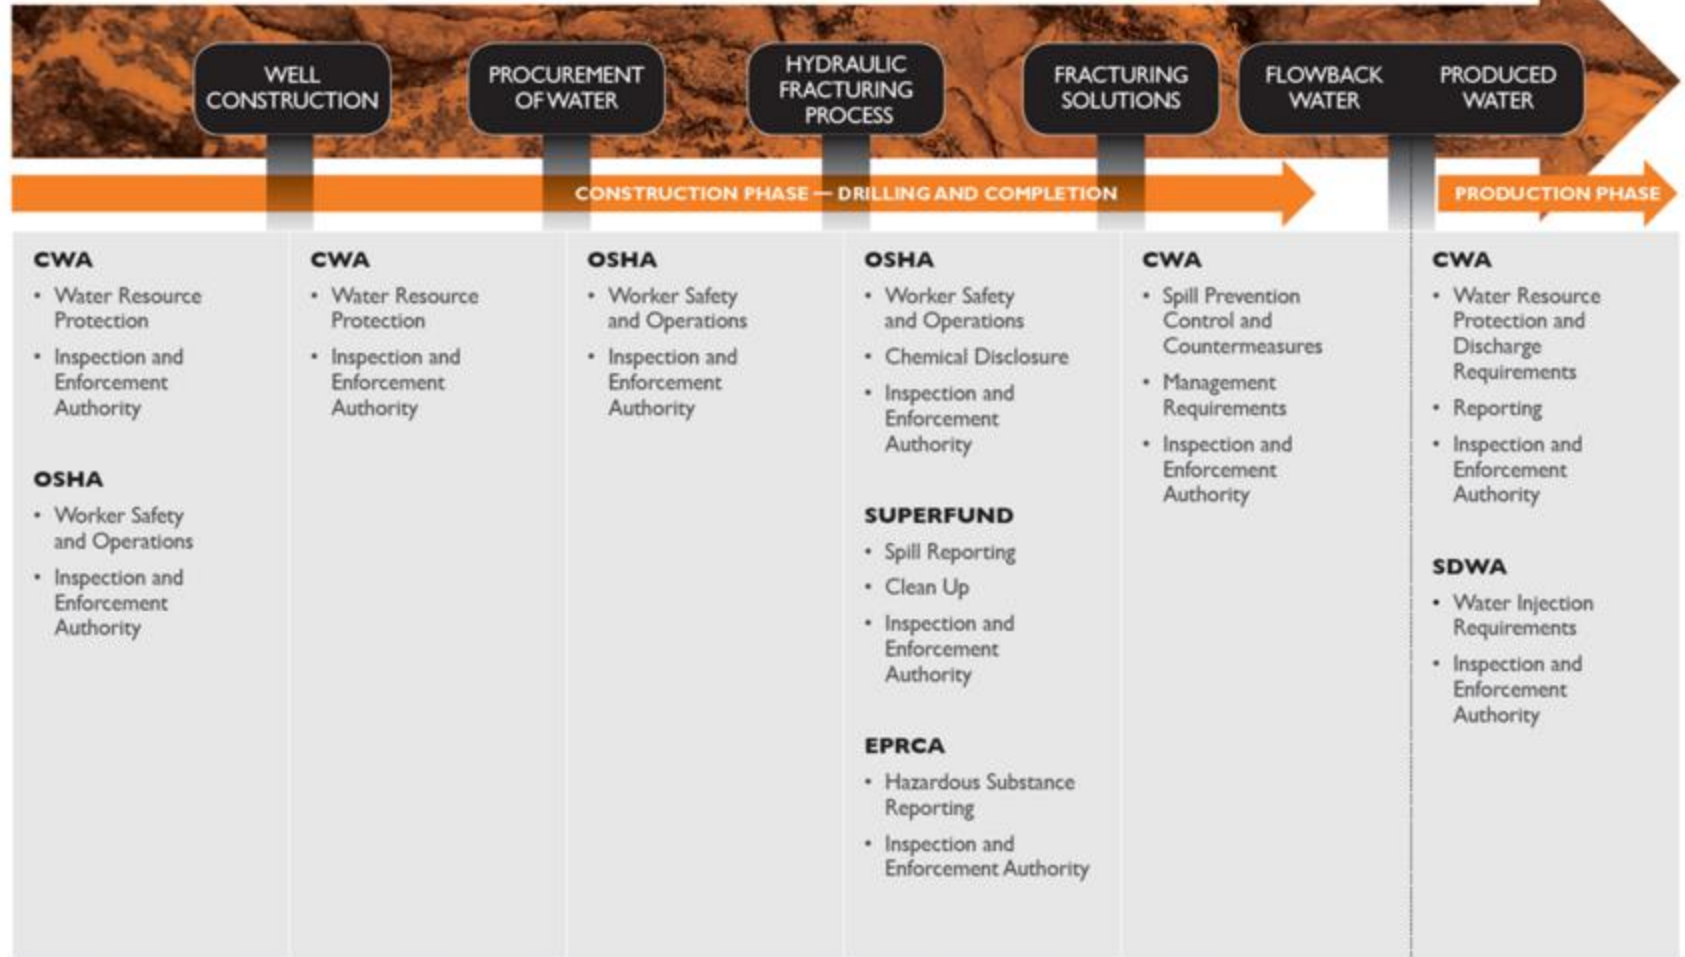 WELL
CONSTRUCTION
PROCUREMENT
OF WATER
HYDRAULIC
FRACTURING
PROCESS
FRACTURING
SOLUTIONS
FLOWBACK
WATER
PRODUCED
WATER
CONSTRUCTION PHASE — DRILLING AND COMPLETION
PRODUCTION PHASE
CWA
• Water Resource
Protection
• Inspection and
Enforcement
Authority
OSHA
• Worker Safety
and Operations
• Inspection and
Enforcement
Authority
CWA
• Water Resource
Protection
• Inspection and
Enforcement
Authority
OSHA
• Worker Safety
and Operations
• Inspection and
Enforcement
Authority
OSHA
• Worker Safety
and Operations
• Chemical Disclosure
• Inspection and
Enforcement
Authority
SUPERFUND
• Spill Reporting
• Clean Up
• Inspection and
Enforcement
Authority
EPRCA
• Hazardous Substance
Reporting
• Inspection and
Enforcement Authority
CWA
• Spill Prevention
Control and
Countermeasures
• Management
Requirements
• Inspection and
Enforcement
Authority
CWA
• Water Resource
Protection and
Discharge
Requirements
• Reporting
• Inspection and
Enforcement
Authority
SDWA
• Water Injection
Requirements
• Inspection and
Enforcement
Authority